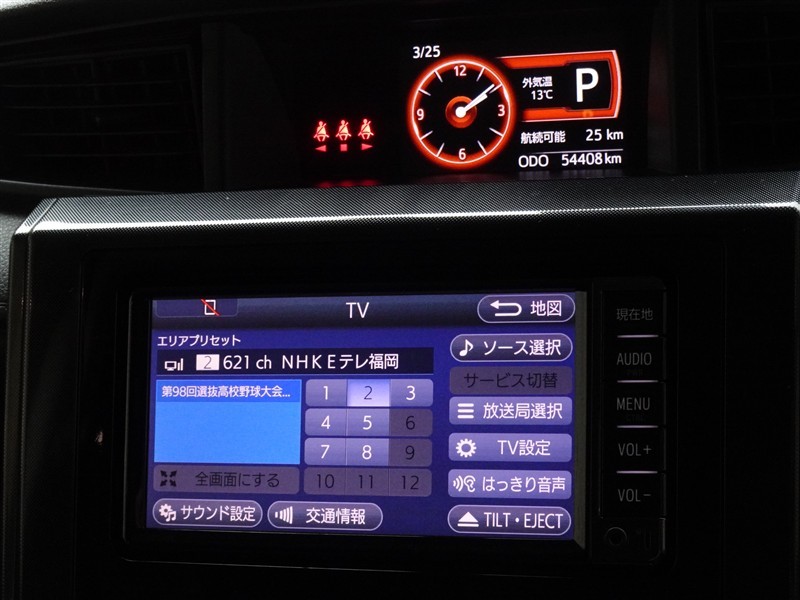 3/25
12
3
6
9
外気温
13℃
P
航続可能 25 km
ODO 54408 km
TV
地図
エリアプリセット
2 621 ch NHKEテレ福岡
第98回選抜高校野球大会...
1 2 3
4 5 6
7 8 9
10 11 12
全画面にする
サウンド設定
交通情報
ソース選択
サービス切替
放送局選択
TV設定
はっきり音声
TILT・EJECT
現在地
AUDIO
MENU
VOL+
VOL-